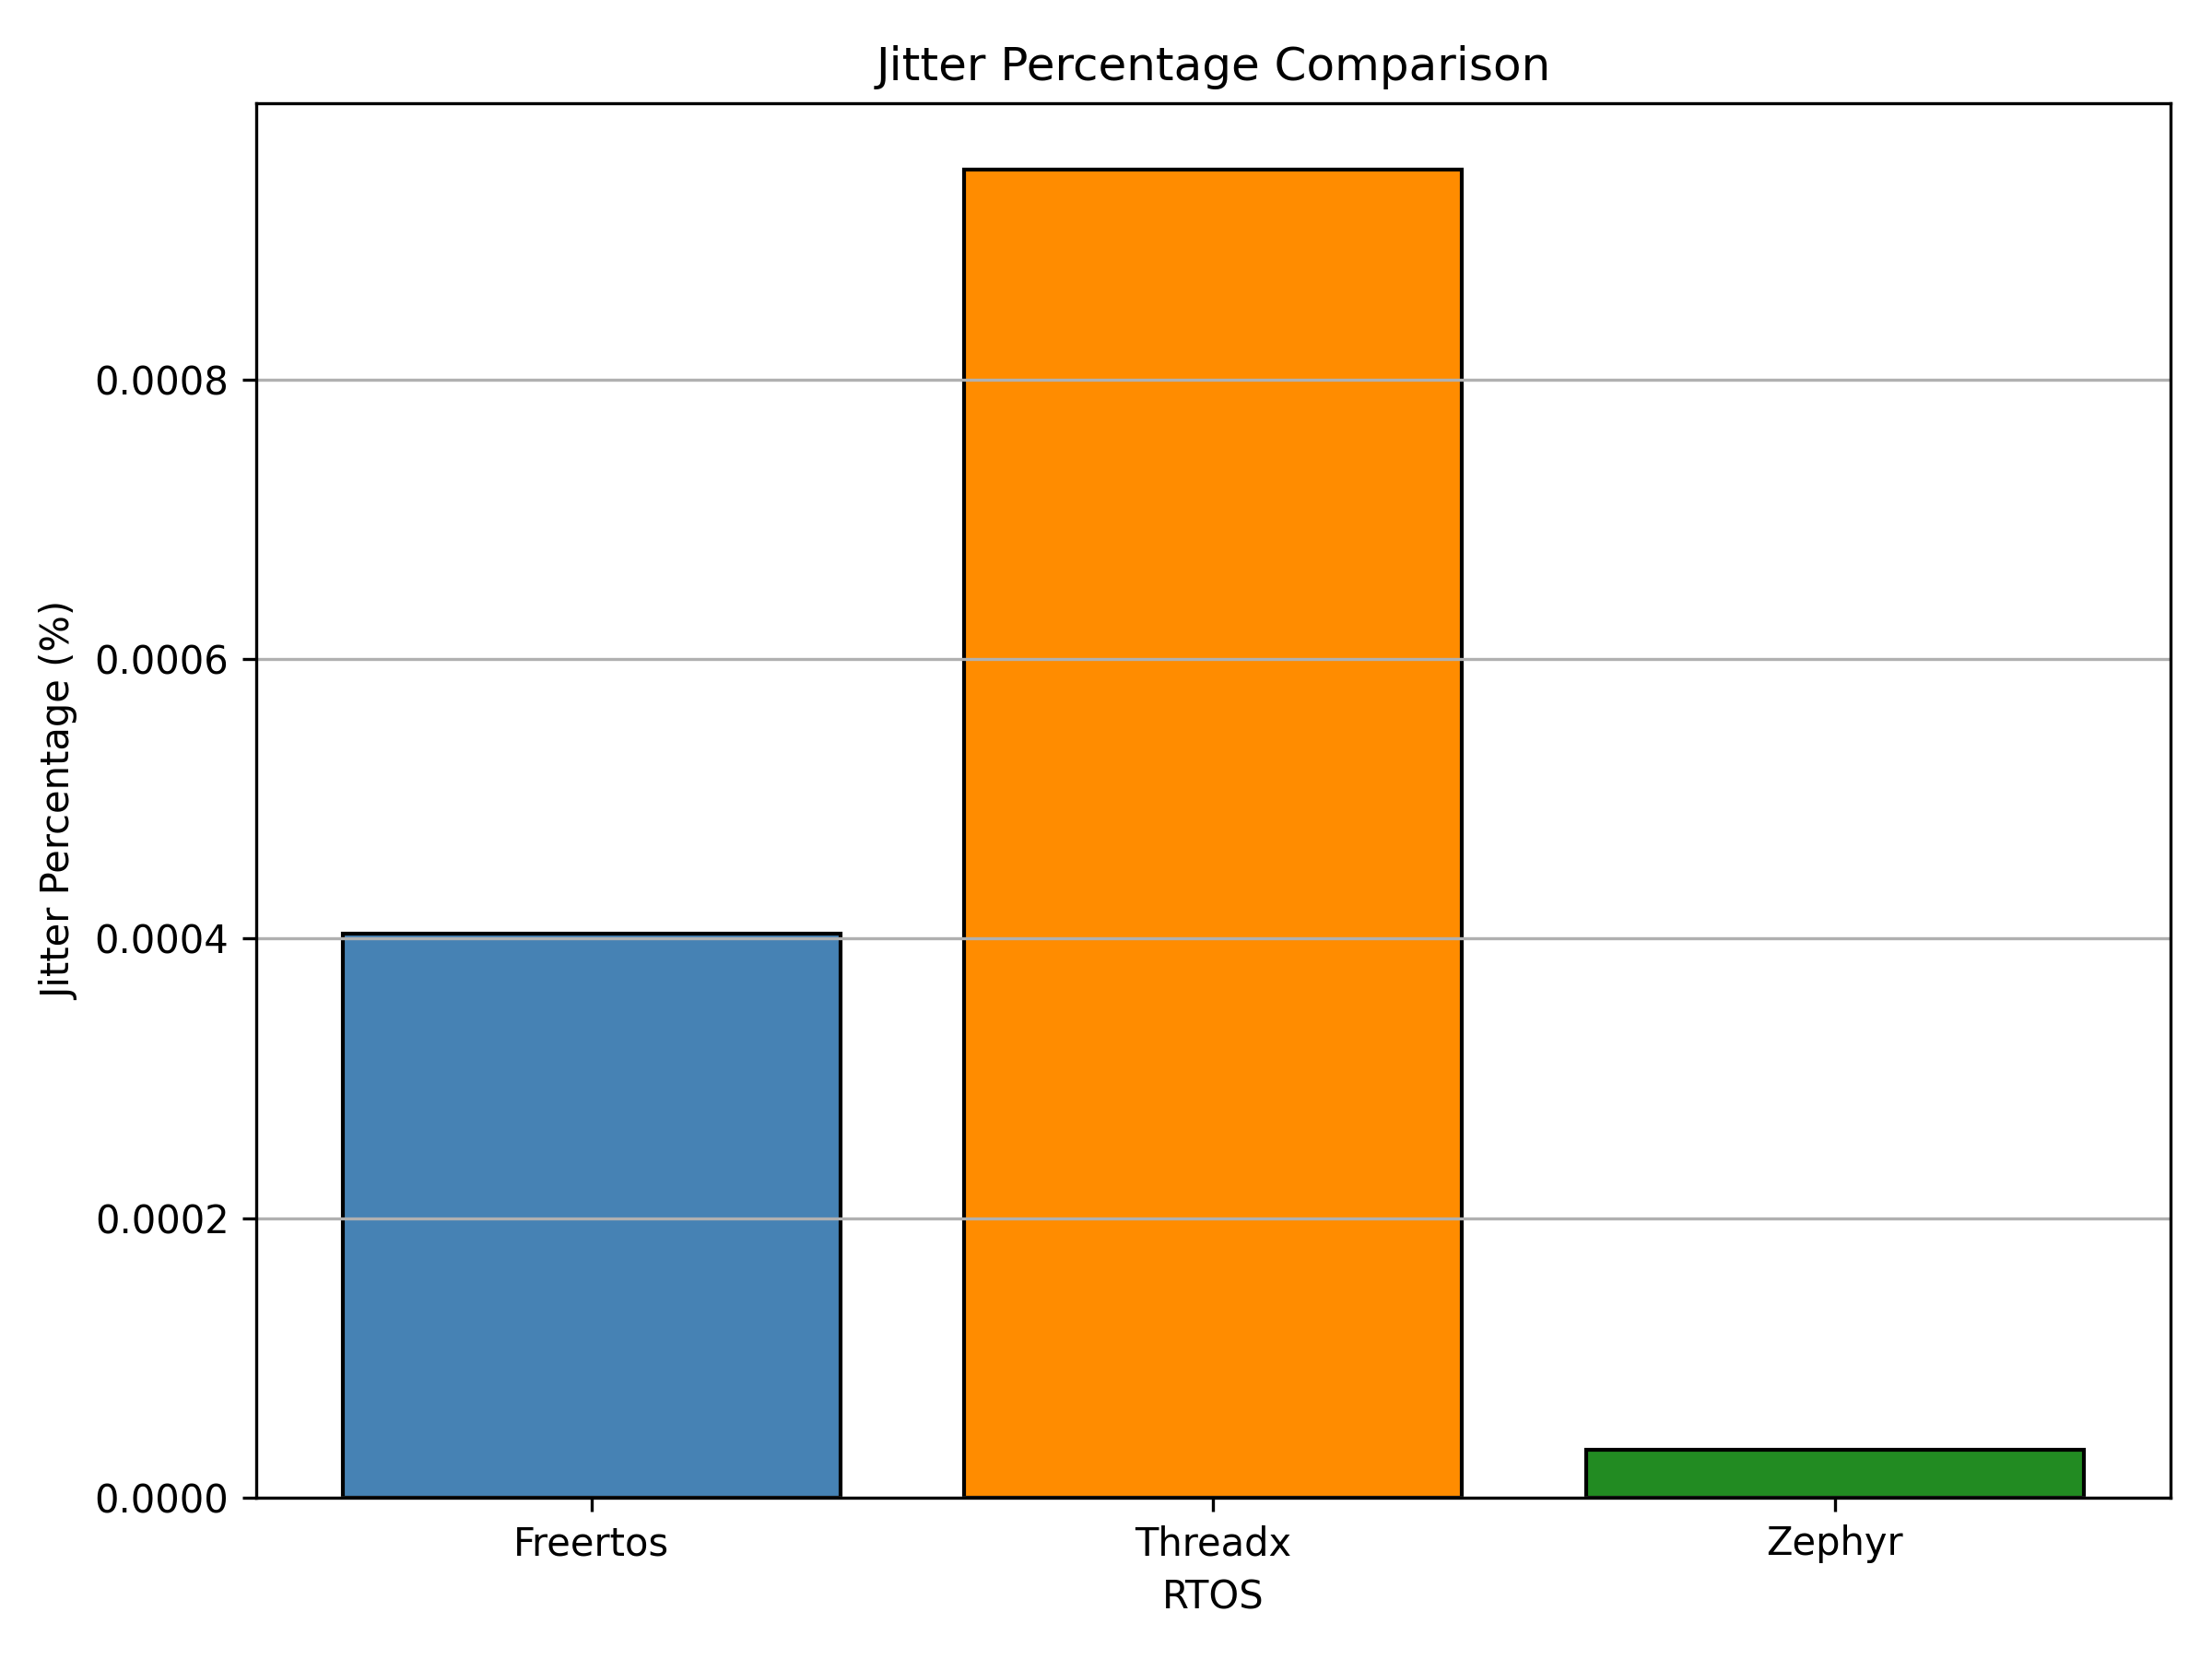 Jitter Percentage Comparison
Jitter Percentage (%)
0.0008
0.0006
0.0004
0.0002
0.0000
Freertos
Threadx
Zephyr
RTOS